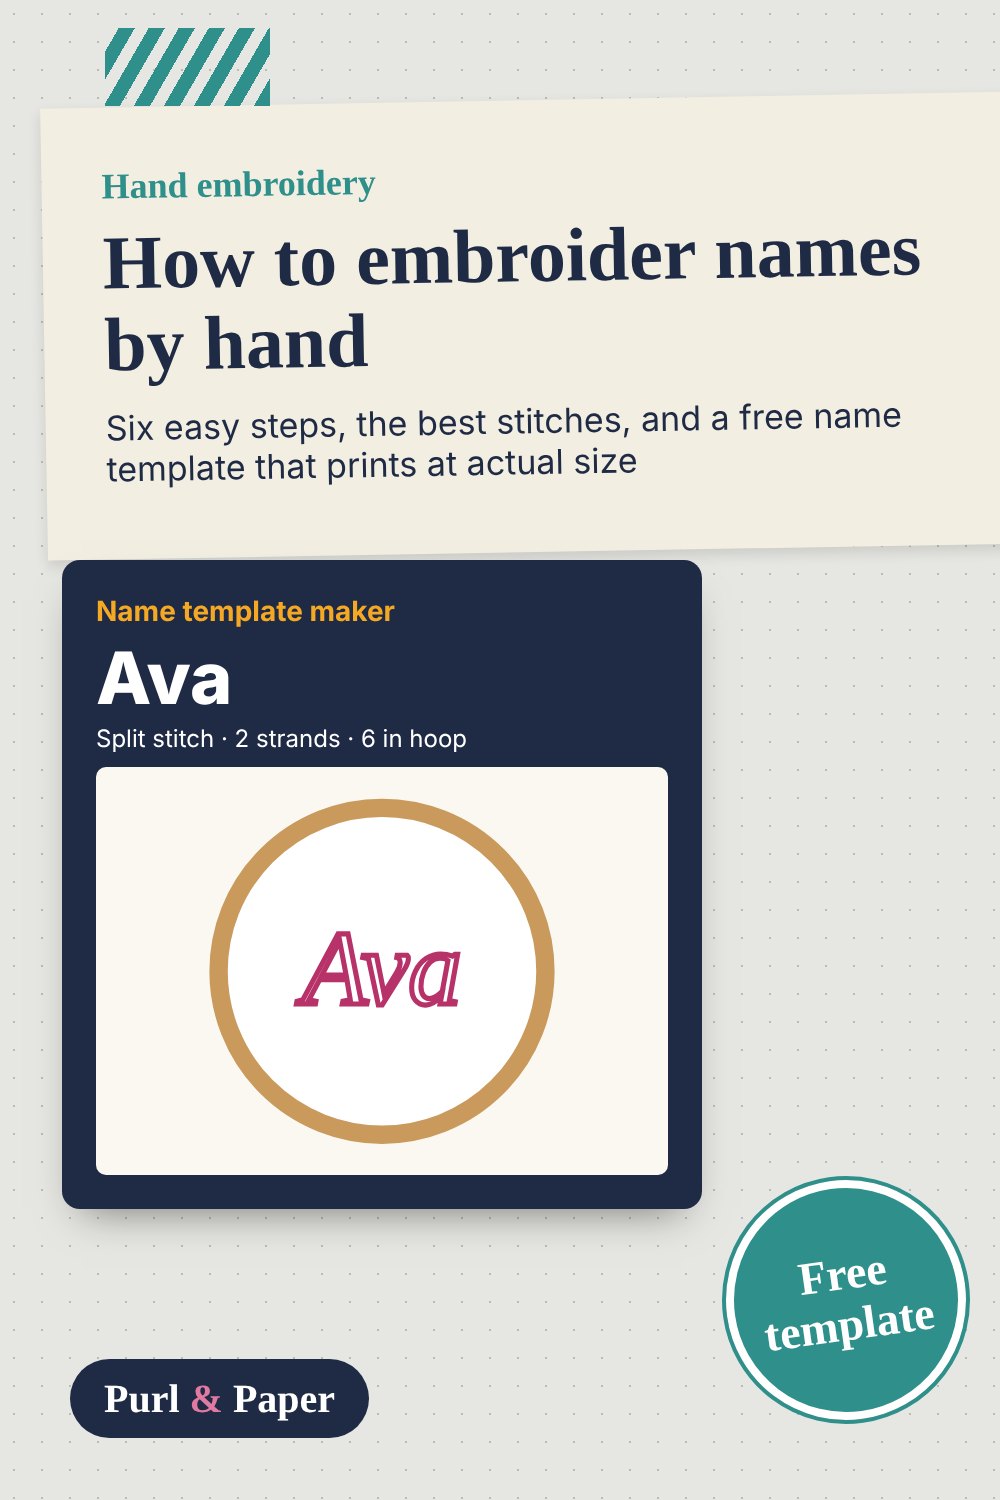 Hand embroidery
How to embroider names
by hand
Six easy steps, the best stitches, and a free name
template that prints at actual size
Name template maker
Ava
Split stitch · 2 strands · 6 in hoop
Ava
Free
template
Purl & Paper